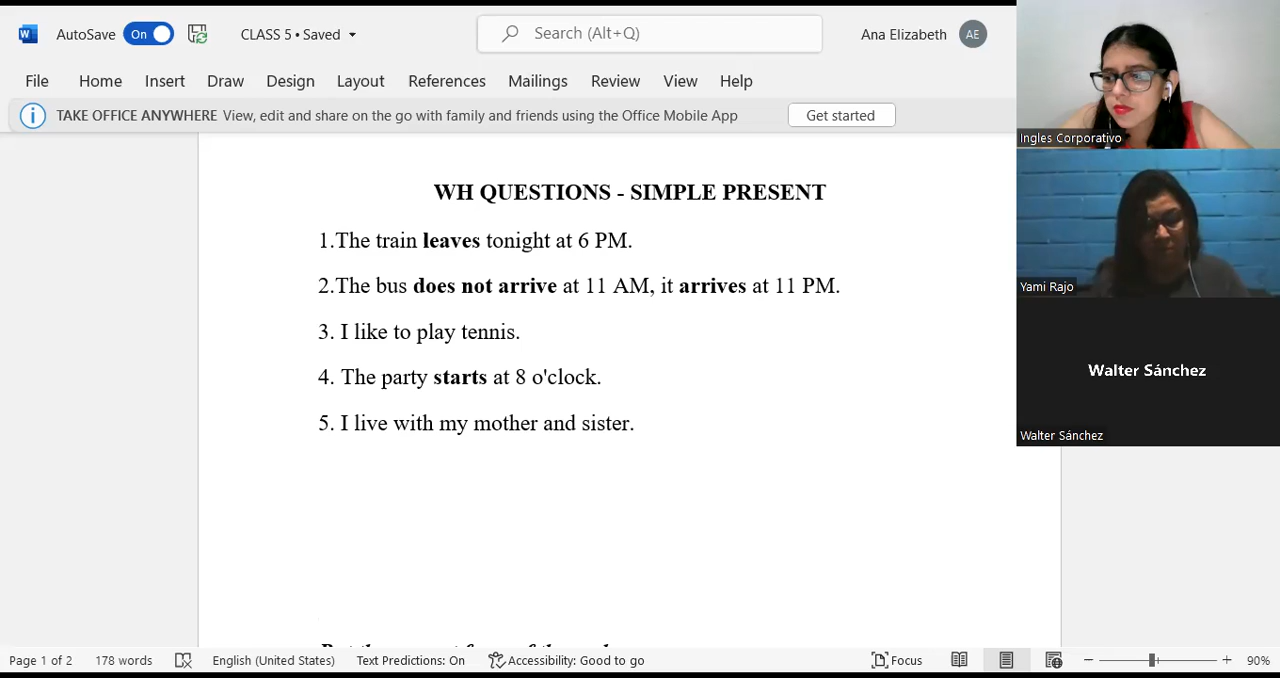 AutoSave On CLASS 5 • Saved Search (Alt+Q) Ana Elizabeth AE
File Home Insert Draw Design Layout References Mailings Review View Help
TAKE OFFICE ANYWHERE View, edit and share on the go with family and friends using the Office Mobile App Get started
Ingles Corporativo
WH QUESTIONS - SIMPLE PRESENT
1.The train leaves tonight at 6 PM.
2.The bus does not arrive at 11 AM, it arrives at 11 PM.
Yami Rajo
3. I like to play tennis.
4. The party starts at 8 o'clock.
Walter Sánchez
5. I live with my mother and sister.
Walter Sánchez
Page 1 of 2 178 words English (United States) Text Predictions: On Accessibility: Good to go Focus 90%